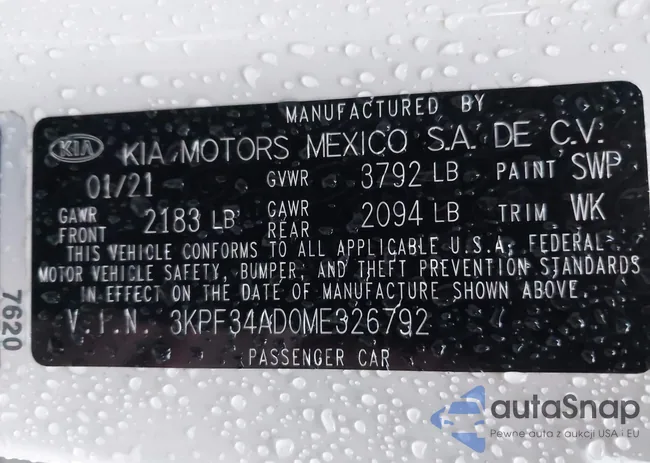 MANUFACTURED BY
KIA KIA MOTORS MEXICO S.A. DE C.V.
01/21 GVWR 3792 LB PAINT SWP
GAWR FRONT 2183 LB GAWR REAR 2094 LB TRIM WK
THIS VEHICLE CONFORMS TO ALL APPLICABLE U.S.A. FEDERAL
MOTOR VEHICLE SAFETY, BUMPER, AND THEFT PREVENTION STANDARDS
IN EFFECT ON THE DATE OF MANUFACTURE SHOWN ABOVE.
V.I.N. 3KPF34AD0ME326792
PASSENGER CAR
7620
autaSnap
Pewne auta z aukcji USA i EU